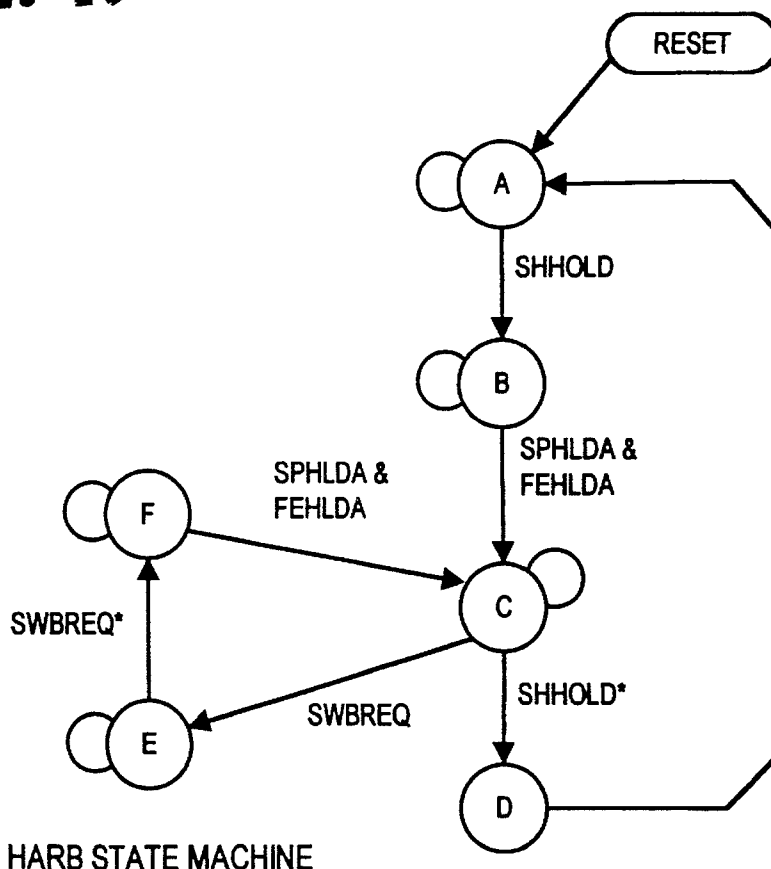 RESET
A
SHHOLD
B
SPHLDA &
FEHLDA
SPHLDA &
FEHLDA
F
C
SWBREQ*
SWBREQ
SHHOLD*
E
D
HARB STATE MACHINE